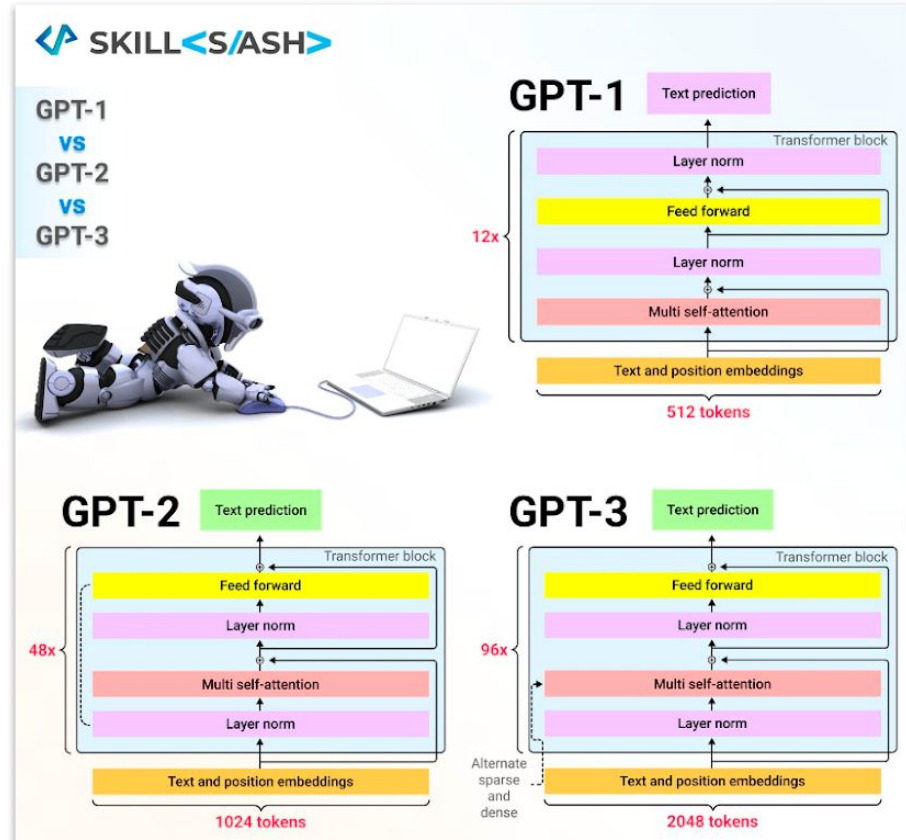 SKILL<S/ASH>
GPT-1
vs
GPT-2
vs
GPT-3
GPT-1
Text prediction
Transformer block
Layer norm
Feed forward
12x
Layer norm
Multi self-attention
Text and position embeddings
512 tokens
GPT-2
Text prediction
Transformer block
Feed forward
Layer norm
48x
Multi self-attention
Layer norm
Text and position embeddings
1024 tokens
GPT-3
Text prediction
Transformer block
Feed forward
Layer norm
96x
Multi self-attention
Layer norm
Alternate
sparse
and
dense
Text and position embeddings
2048 tokens